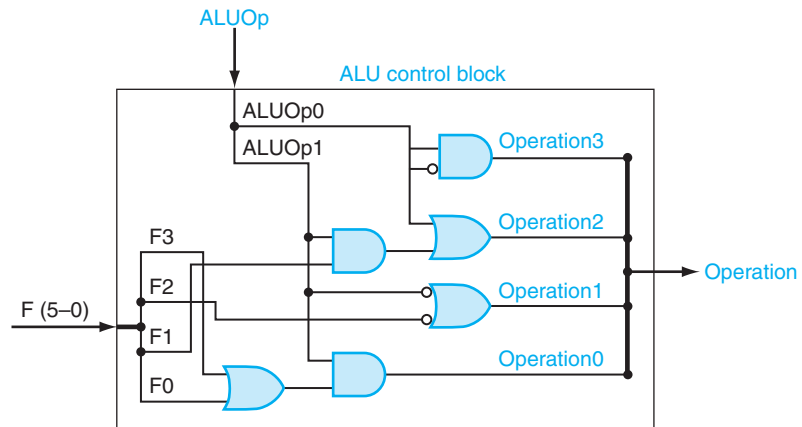 ALUOp
ALU control block
ALUOp0
ALUOp1
Operation3
Operation2
F3
F2
Operation1
Operation
F (5–0)
F1
F0
Operation0